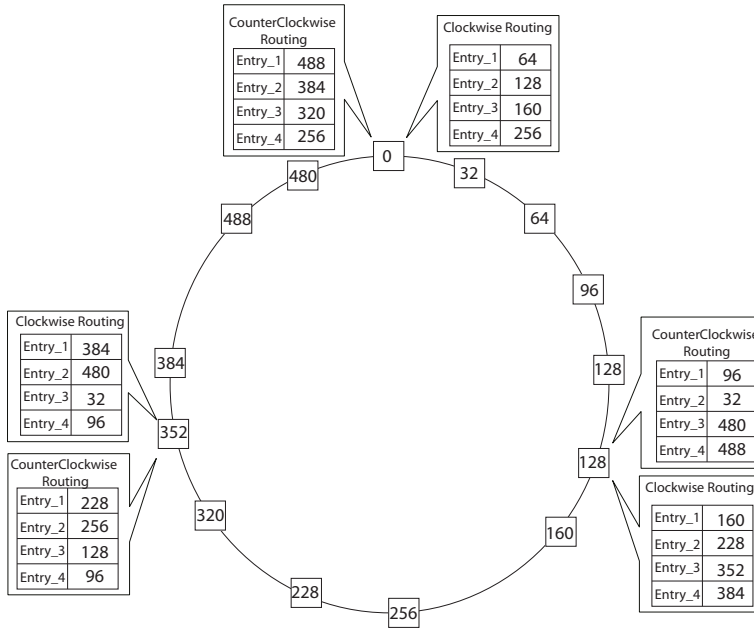 CounterClockwise
Routing
Entry_1 488
Entry_2 384
Entry_3 320
Entry_4 256
Clockwise Routing
Entry_1 64
Entry_2 128
Entry_3 160
Entry_4 256
0
480
32
488
64
96
384
128
352
128
320
160
228
256
Clockwise Routing
Entry_1 384
Entry_2 480
Entry_3 32
Entry_4 96
CounterClockwise
Routing
Entry_1 228
Entry_2 256
Entry_3 128
Entry_4 96
CounterClockwise
Routing
Entry_1 96
Entry_2 32
Entry_3 480
Entry_4 488
Clockwise Routing
Entry_1 160
Entry_2 228
Entry_3 352
Entry_4 384